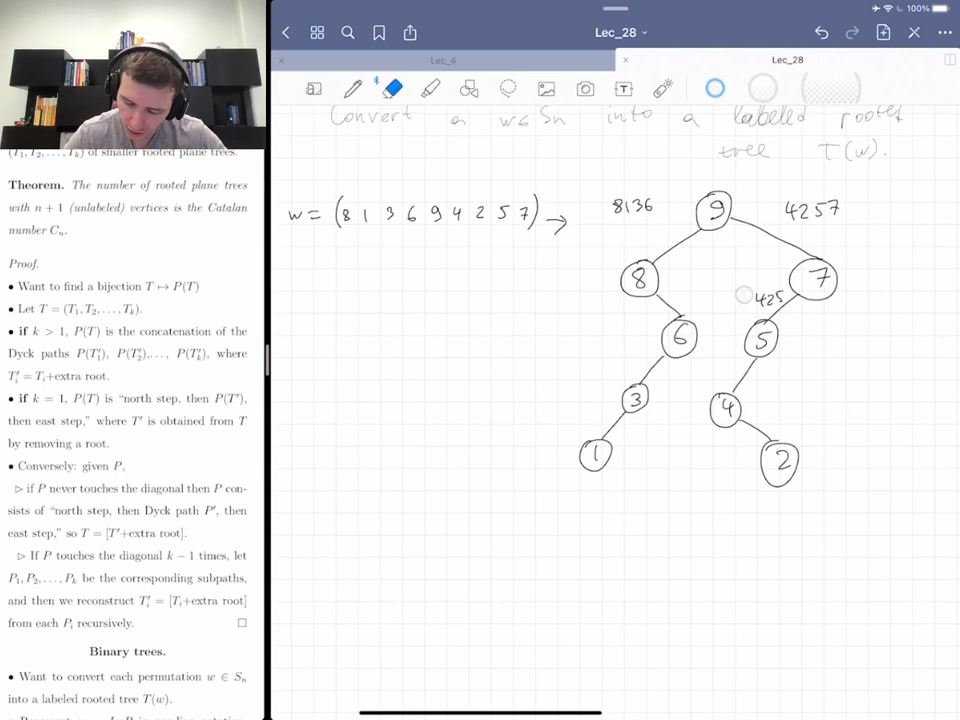 100%
Lec_28
Lec_4
Lec_28
(T₁, T₂, . . . , Tₖ) of smaller rooted plane trees.
Theorem. The number of rooted plane trees
with n + 1 (unlabeled) vertices is the Catalan
number Cₙ.
Proof.
• Want to find a bijection T ↦ P(T)
• Let T = (T₁, T₂, . . . , Tₖ).
• if k > 1, P(T) is the concatenation of the
Dyck paths P(T′₁), P(T′₂),. . . , P(T′ₖ), where
T′ᵢ = Tᵢ+extra root.
• if k = 1, P(T) is “north step, then P(T′),
then east step,” where T′ is obtained from T
by removing a root.
• Conversely: given P,
▷ if P never touches the diagonal then P con-
sists of “north step, then Dyck path P′, then
east step,” so T = [T′+extra root].
▷ If P touches the diagonal k − 1 times, let
P₁, P₂, . . . , Pₖ be the corresponding subpaths,
and then we reconstruct T′ᵢ = [Tᵢ+extra root]
from each Pᵢ recursively. □
Binary trees.
• Want to convert each permutation w ∈ Sₙ
into a labeled rooted tree T(w).
Convert a w∈Sn into a labeled rooted
tree T(w).
w = (8 1 3 6 9 4 2 5 7) →
8136 9 4257
8 7
425
6 5
3 4
1 2